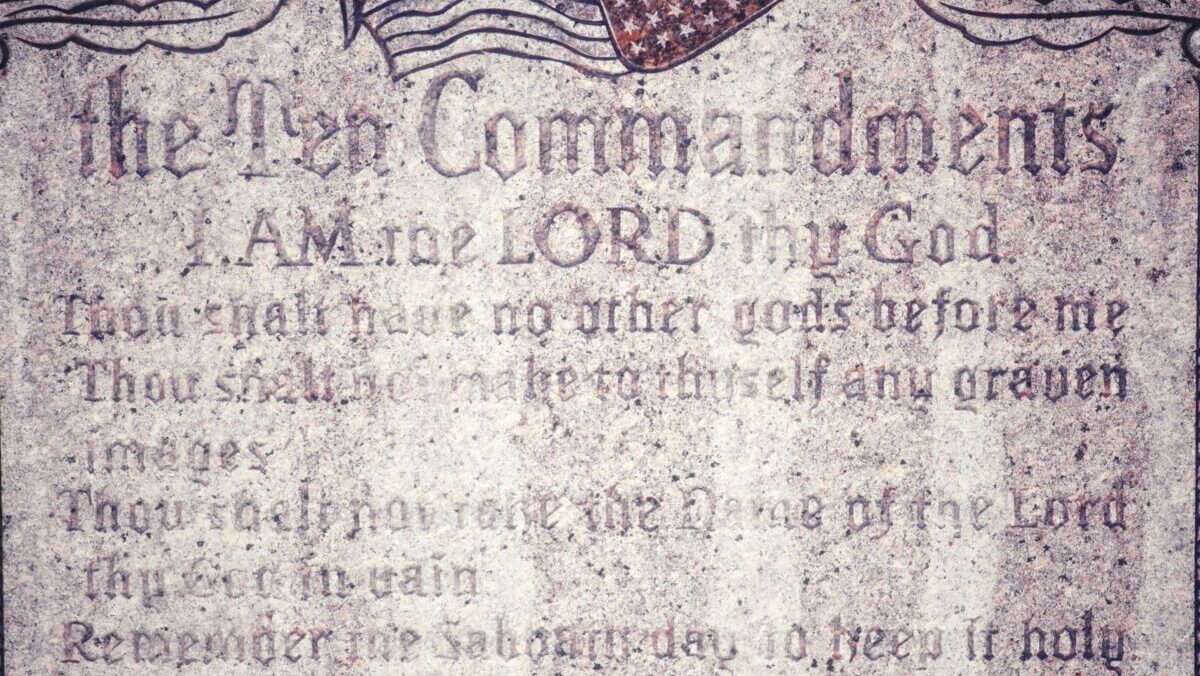 the Ten Commandments
I AM the LORD thy God.
Thou shalt have no other gods before me
Thou shalt not make to thyself any graven
images
Thou shalt not take the Name of the Lord
thy God in vain
Remember the Sabbath day to keep it holy.